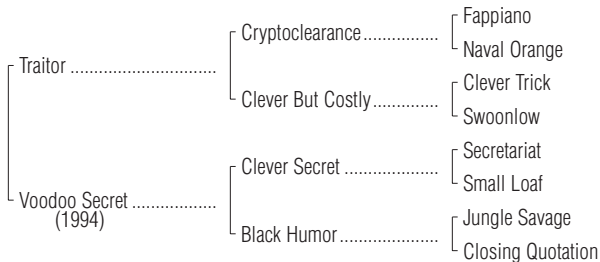 Fappiano
Cryptoclearance...............
Naval Orange
Traitor .............................
Clever Trick
Clever But Costly.............
Swoonlow
Secretariat
Clever Secret ...................
Small Loaf
Voodoo Secret .................
(1994)
Jungle Savage
Black Humor....................
Closing Quotation